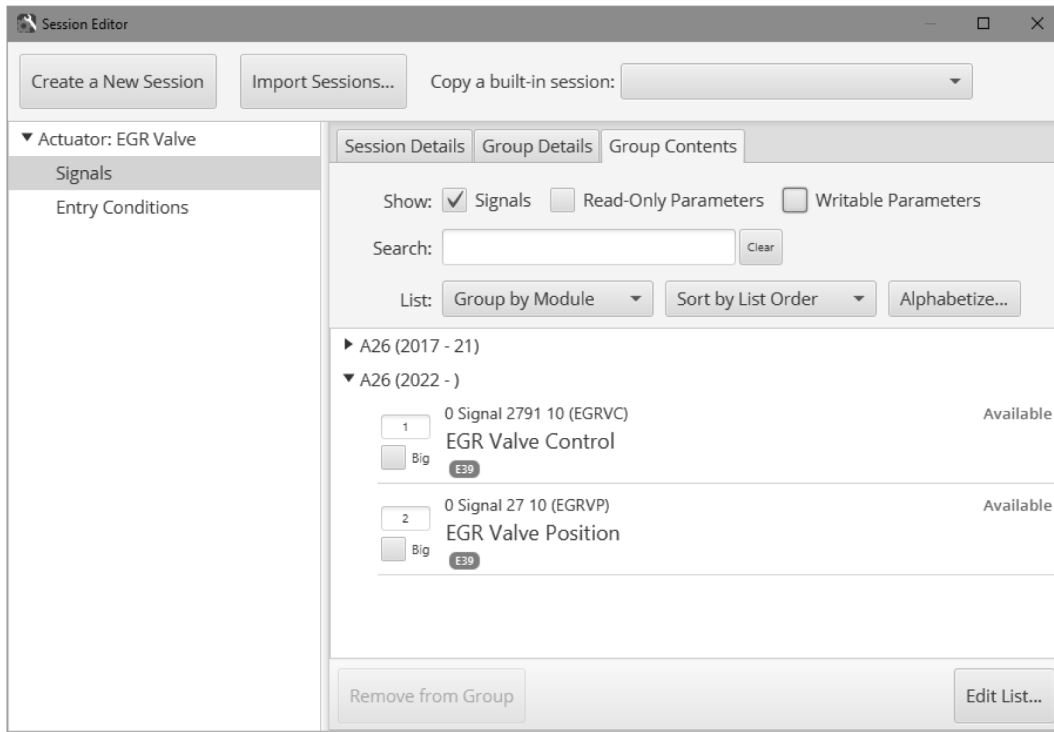 Session Editor
Create a New Session Import Sessions... Copy a built-in session:
Actuator: EGR Valve
Signals
Entry Conditions
Session Details Group Details Group Contents
Show: Signals Read-Only Parameters Writable Parameters
Search: Clear
List: Group by Module Sort by List Order Alphabetize...
A26 (2017 - 21)
A26 (2022 - )
0 Signal 2791 10 (EGRVC) Available
1
EGR Valve Control
Big
E39
0 Signal 27 10 (EGRVP) Available
2
EGR Valve Position
Big
E39
Remove from Group Edit List...